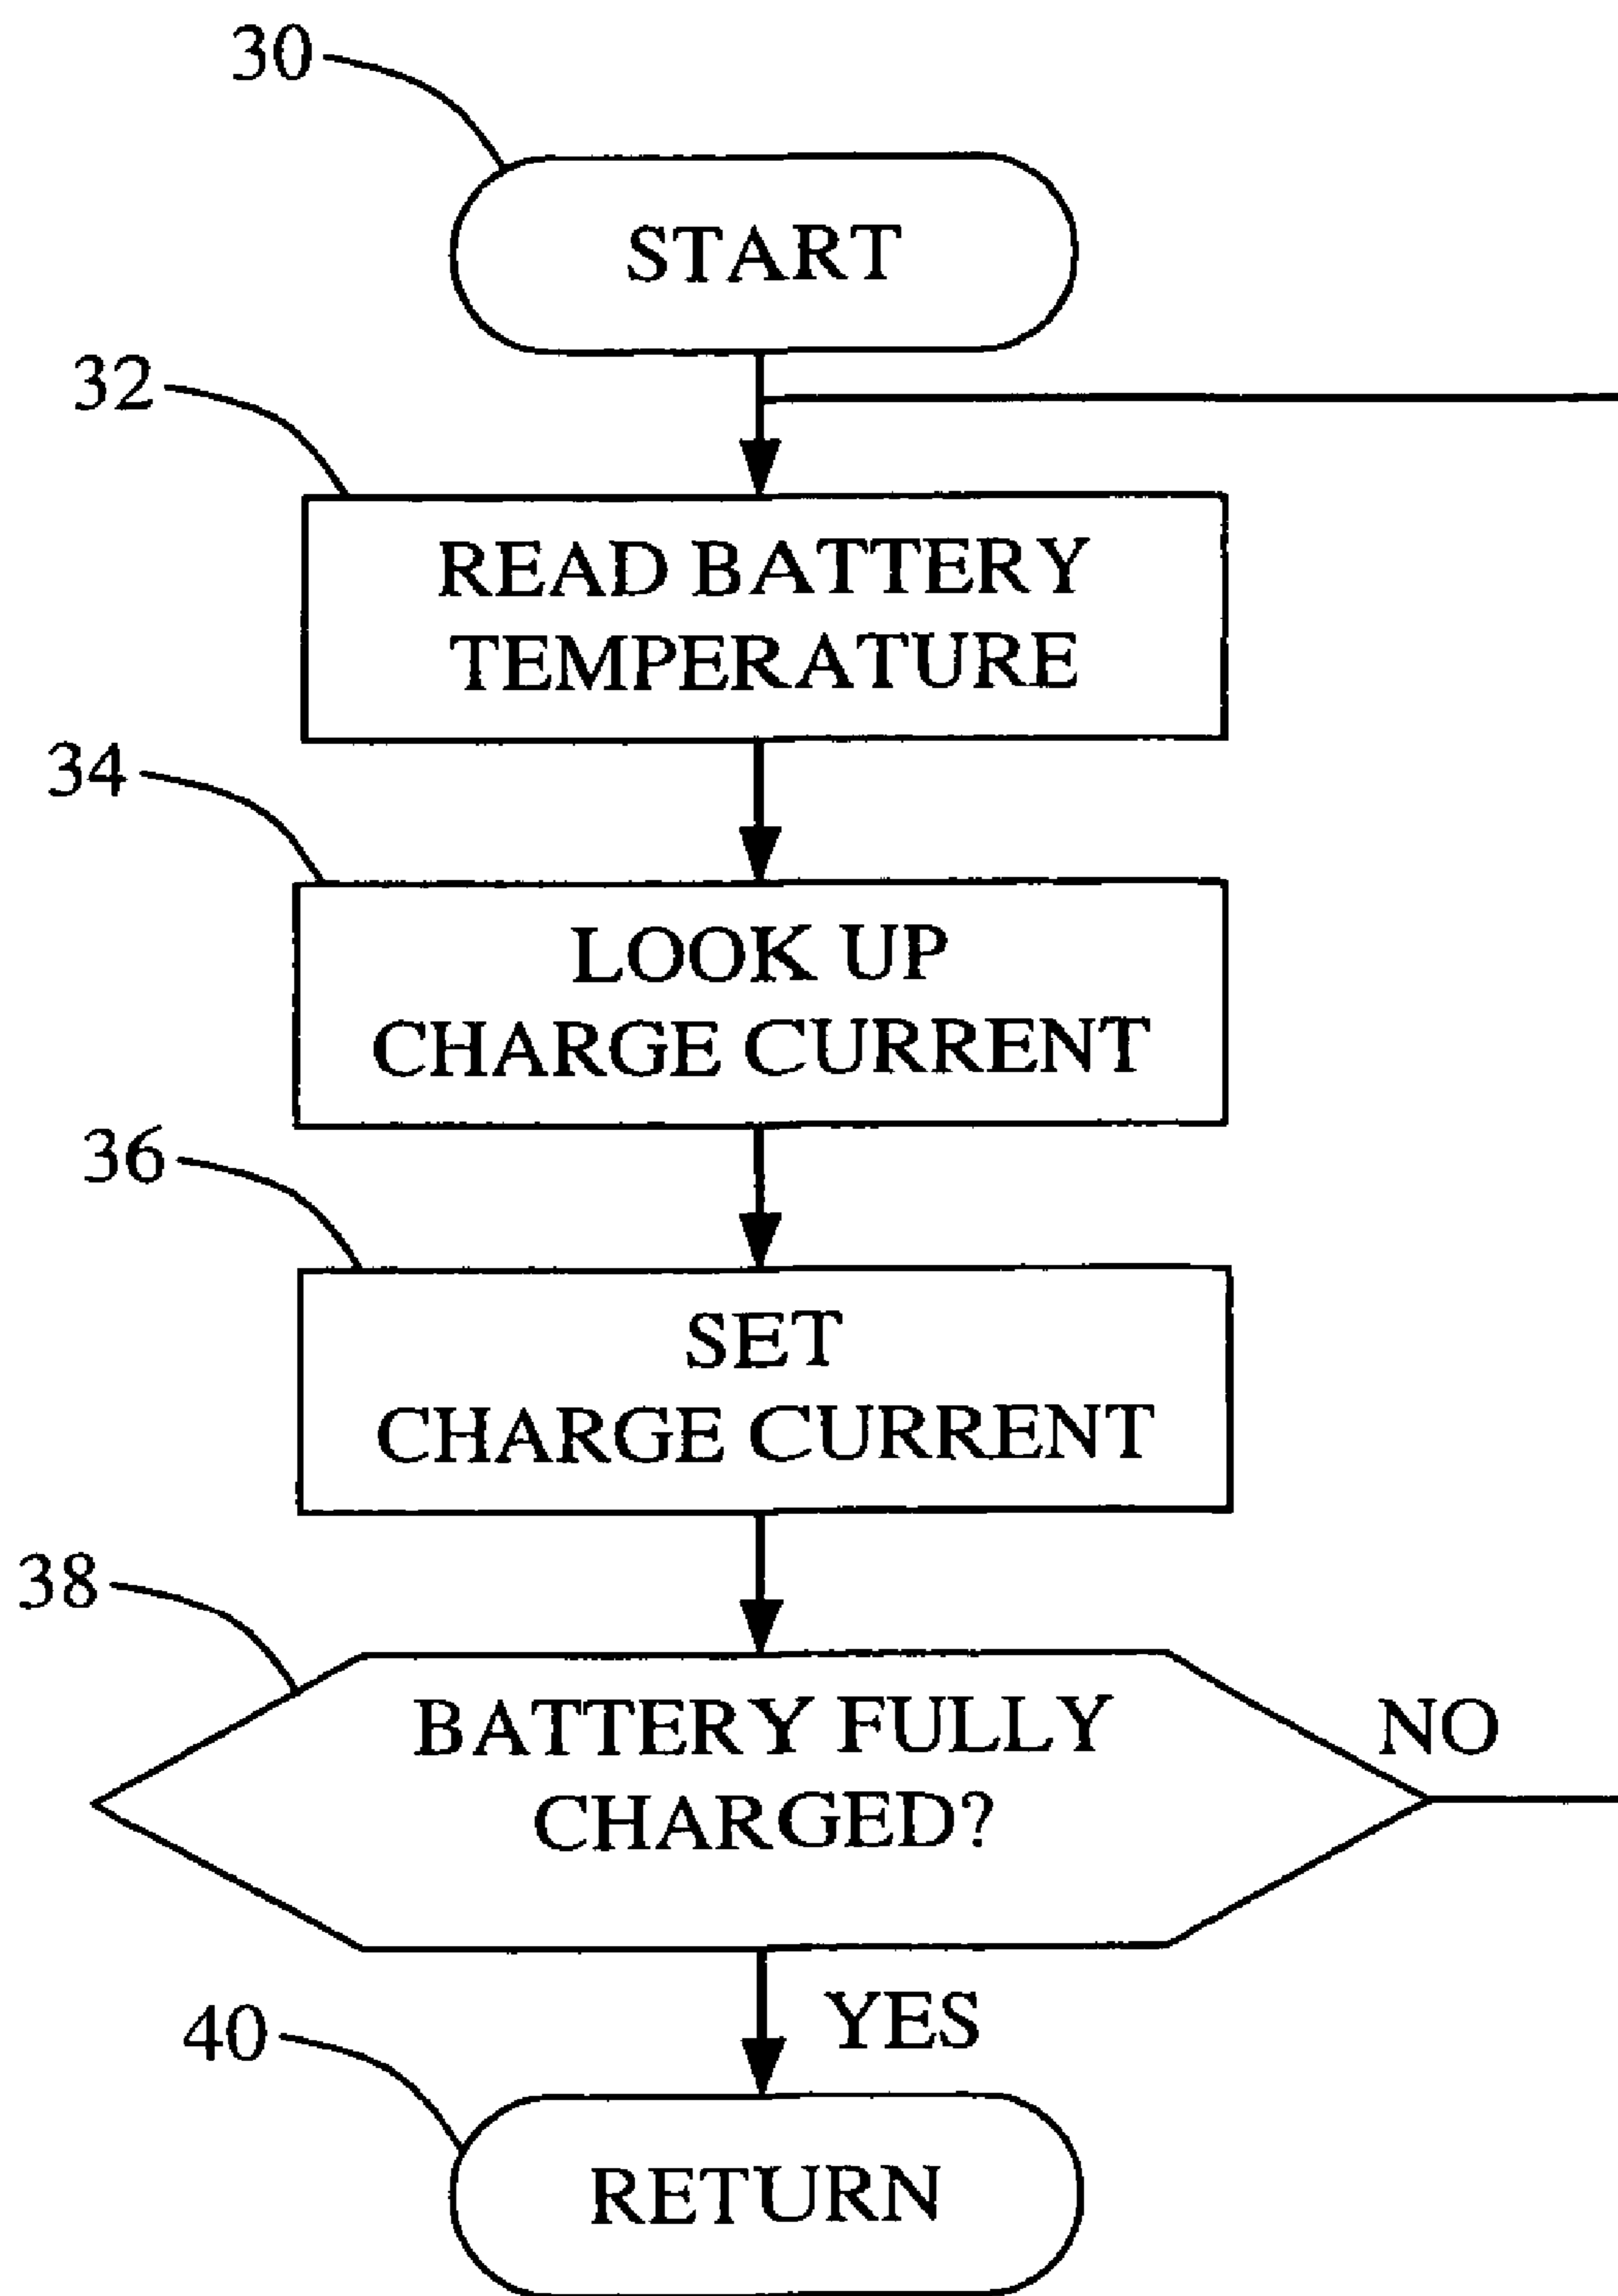 30
START
32
READ BATTERY
TEMPERATURE
34
LOOK UP
CHARGE CURRENT
36
SET
CHARGE CURRENT
38
BATTERY FULLY
CHARGED?
NO
YES
40
RETURN